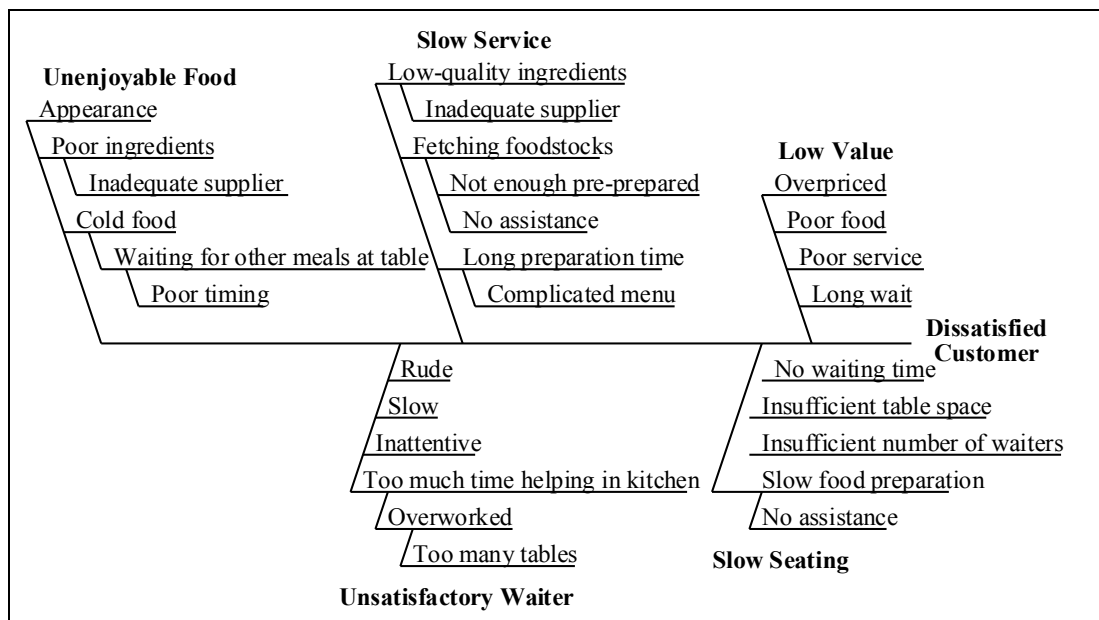 Unenjoyable Food
Appearance
Poor ingredients
Inadequate supplier
Cold food
Waiting for other meals at table
Poor timing
Slow Service
Low-quality ingredients
Inadequate supplier
Fetching foodstocks
Not enough pre-prepared
No assistance
Long preparation time
Complicated menu
Low Value
Overpriced
Poor food
Poor service
Long wait
Dissatisfied
Customer
Rude
Slow
Inattentive
Too much time helping in kitchen
Overworked
Too many tables
Unsatisfactory Waiter
No waiting time
Insufficient table space
Insufficient number of waiters
Slow food preparation
No assistance
Slow Seating